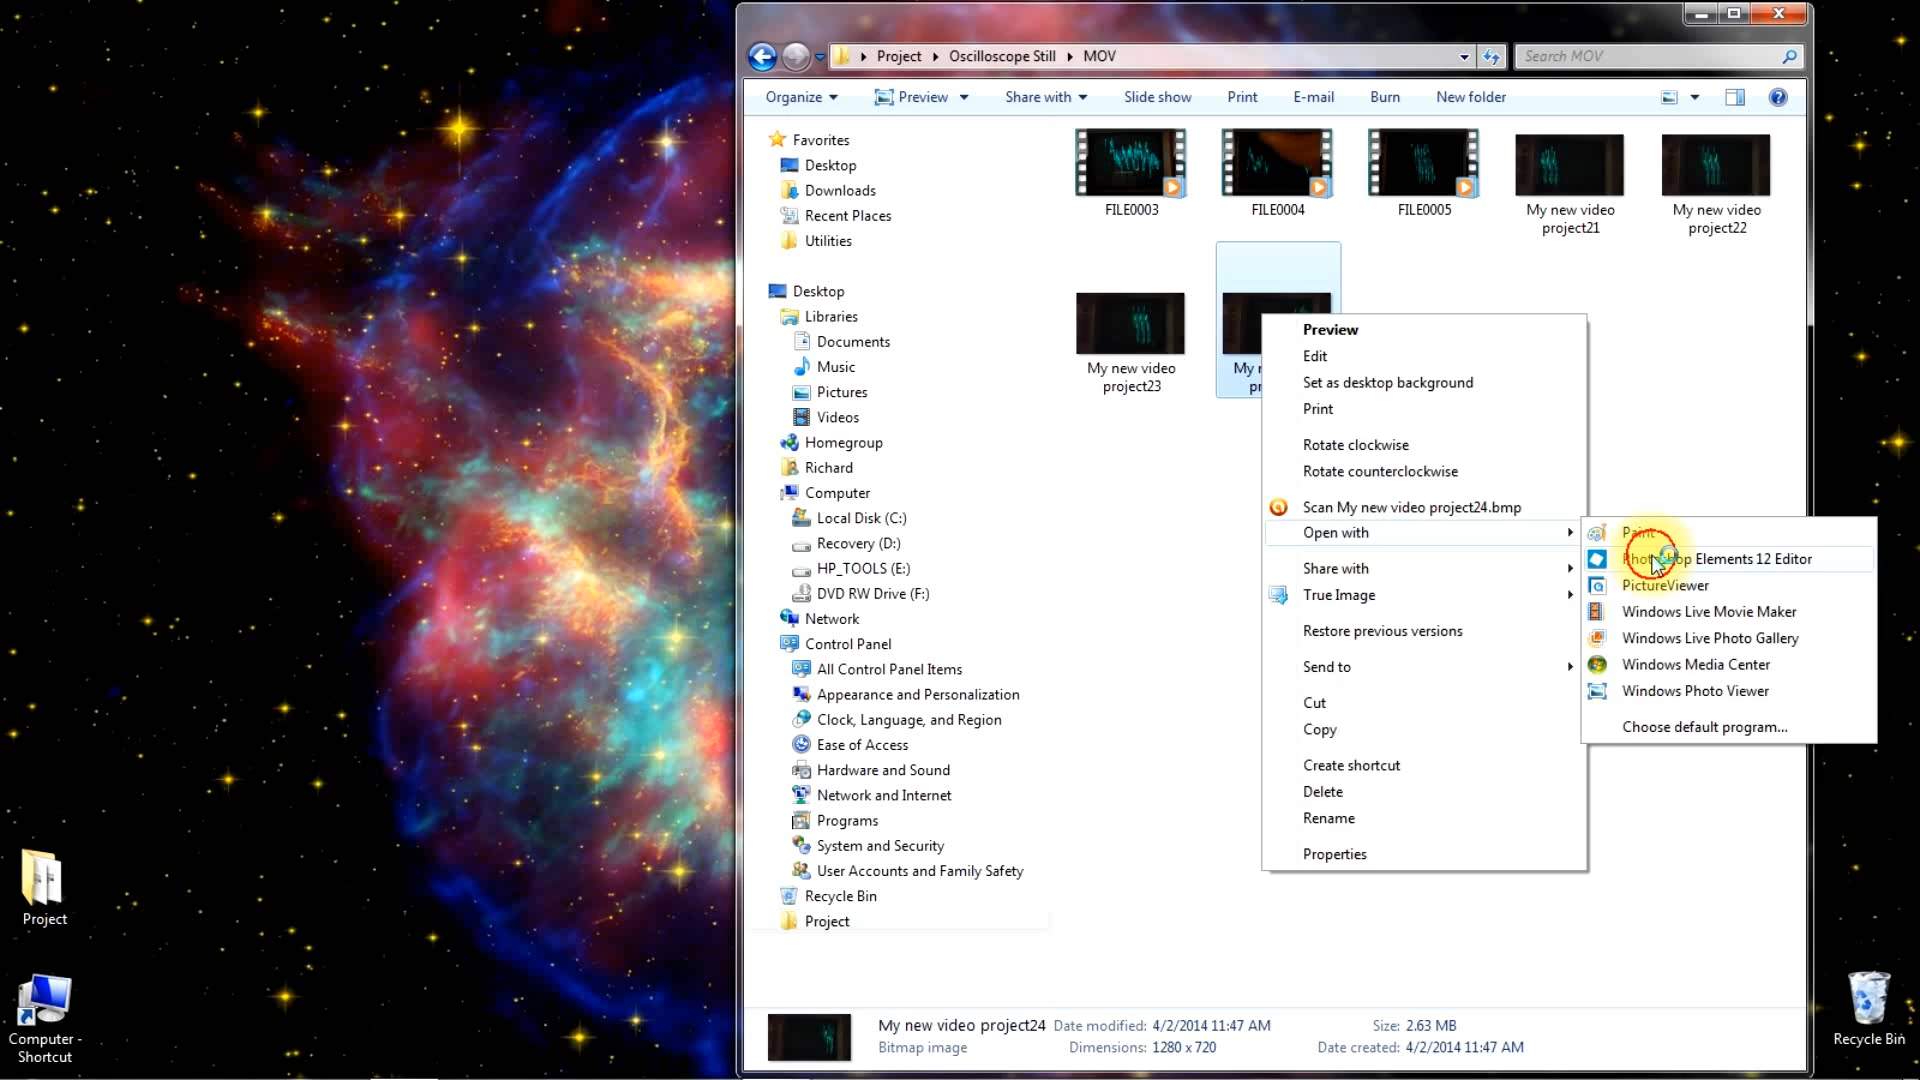 Project
Oscilloscope Still
MOV
Search MOV
Organize
Preview
Share with
Slide show
Print
E-mail
Burn
New folder
Favorites
Desktop
Downloads
Recent Places
Utilities
Desktop
Libraries
Documents
Music
Pictures
Videos
Homegroup
Richard
Computer
Local Disk (C:)
Recovery (D:)
HP_TOOLS (E:)
DVD RW Drive (F:)
Network
Control Panel
All Control Panel Items
Appearance and Personalization
Clock, Language, and Region
Ease of Access
Hardware and Sound
Network and Internet
Programs
System and Security
User Accounts and Family Safety
Recycle Bin
Project
FILE0003
FILE0004
FILE0005
My new video
project21
My new video
project22
My new video
project23
My
Preview
Edit
Set as desktop background
Print
Rotate clockwise
Rotate counterclockwise
Scan My new video project24.bmp
Open with
Share with
True Image
Restore previous versions
Send to
Cut
Copy
Create shortcut
Delete
Rename
Properties
Paint
Photoshop Elements 12 Editor
PictureViewer
Windows Live Movie Maker
Windows Live Photo Gallery
Windows Media Center
Windows Photo Viewer
Choose default program...
My new video project24
Date modified: 4/2/2014 11:47 AM
Size: 2.63 MB
Bitmap image
Dimensions: 1280 x 720
Date created: 4/2/2014 11:47 AM
Project
Computer -
Shortcut
Recycle Bin